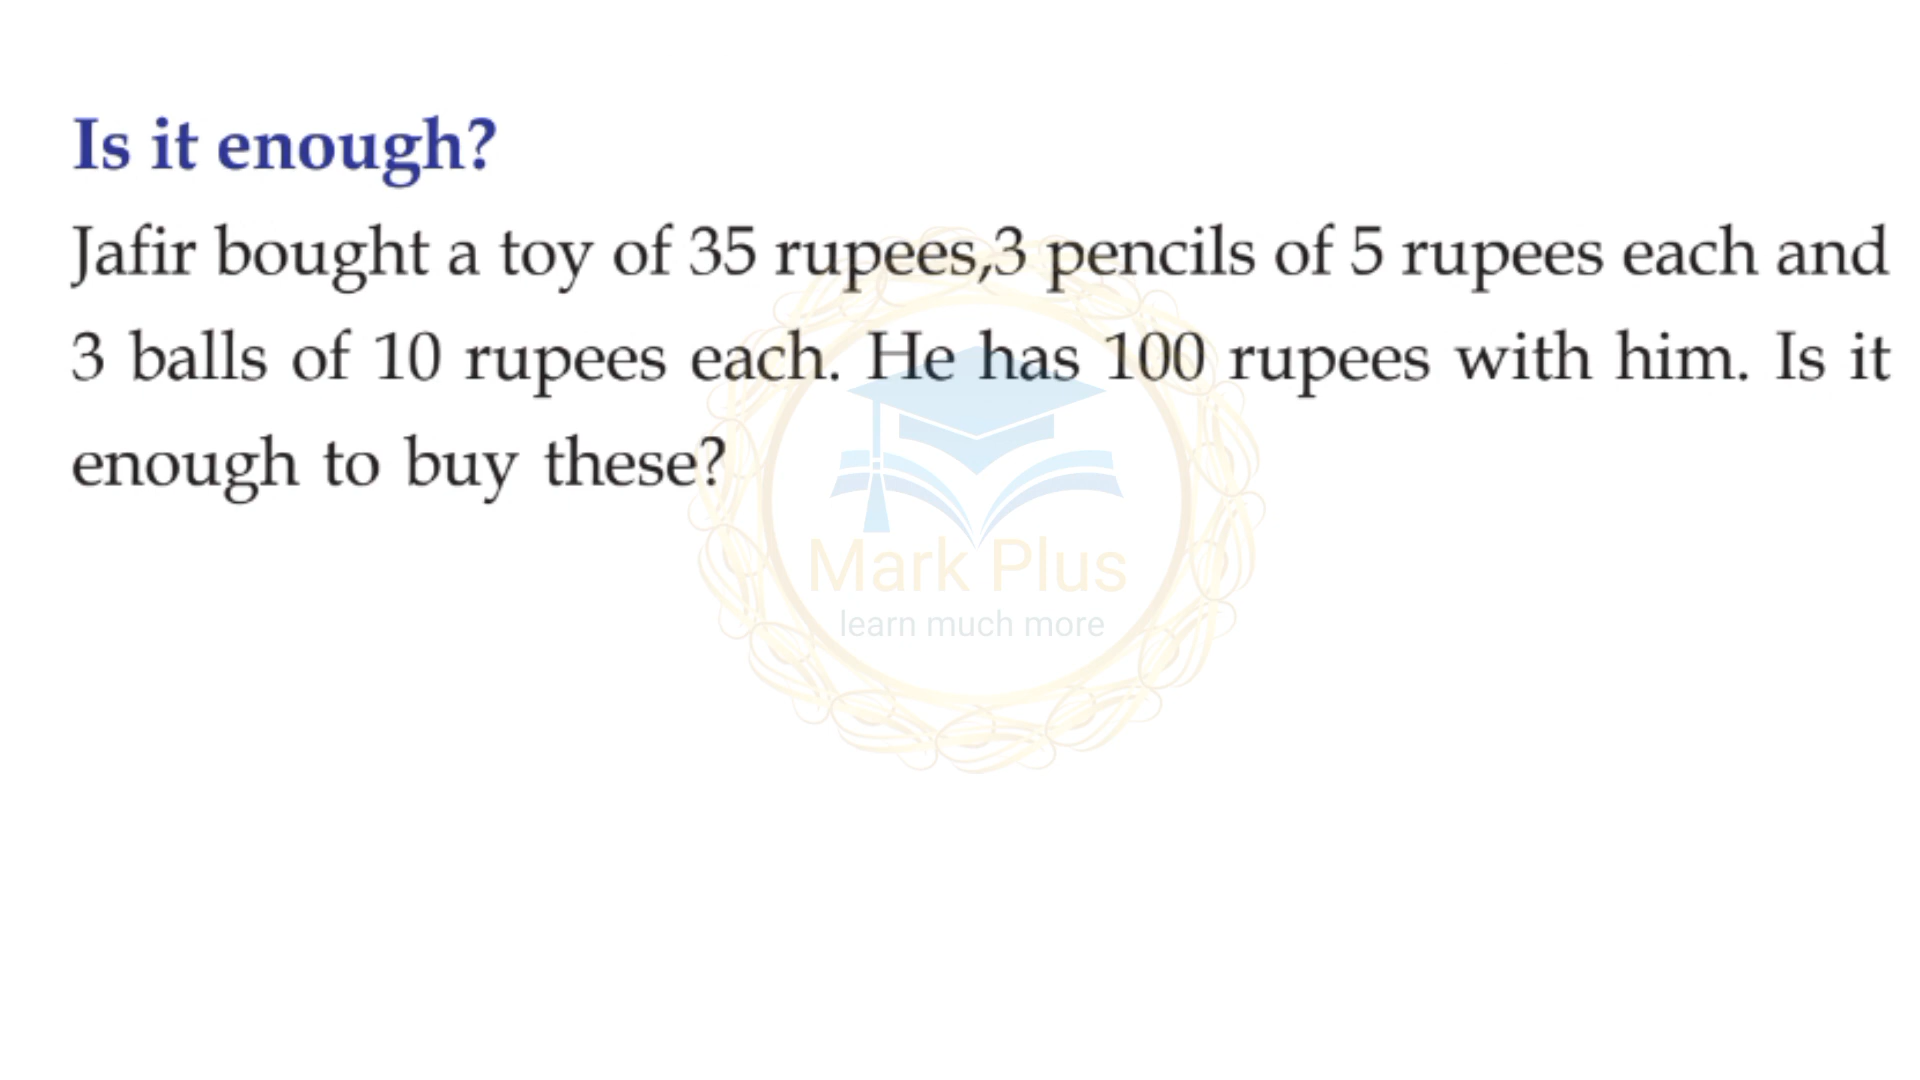 Is it enough?
Jafir bought a toy of 35 rupees,3 pencils of 5 rupees each and
3 balls of 10 rupees each. He has 100 rupees with him. Is it
enough to buy these?
Mark Plus
learn much more